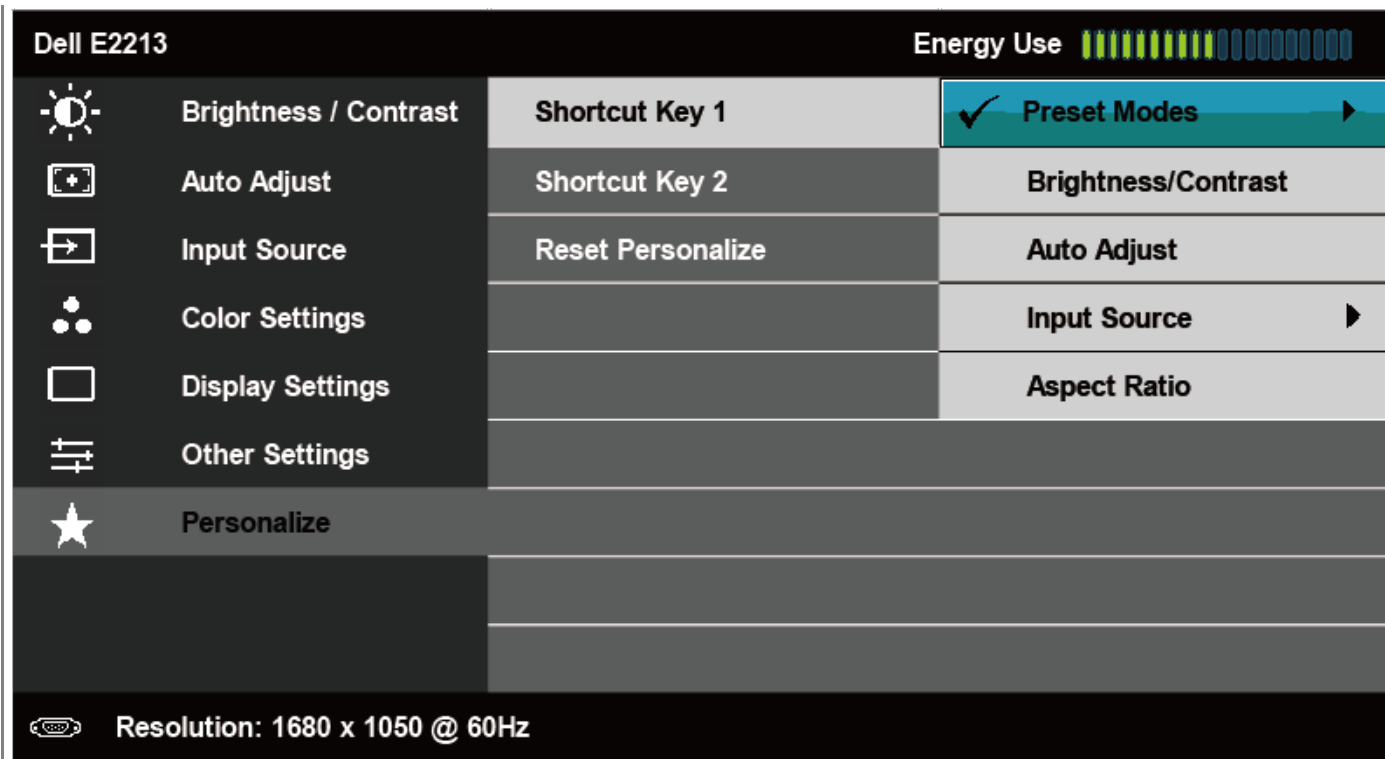 Dell E2213 Energy Use
Brightness / Contrast Shortcut Key 1 Preset Modes
Auto Adjust Shortcut Key 2 Brightness/Contrast
Input Source Reset Personalize Auto Adjust
Color Settings Input Source
Display Settings Aspect Ratio
Other Settings
Personalize
Resolution: 1680 x 1050 @ 60Hz